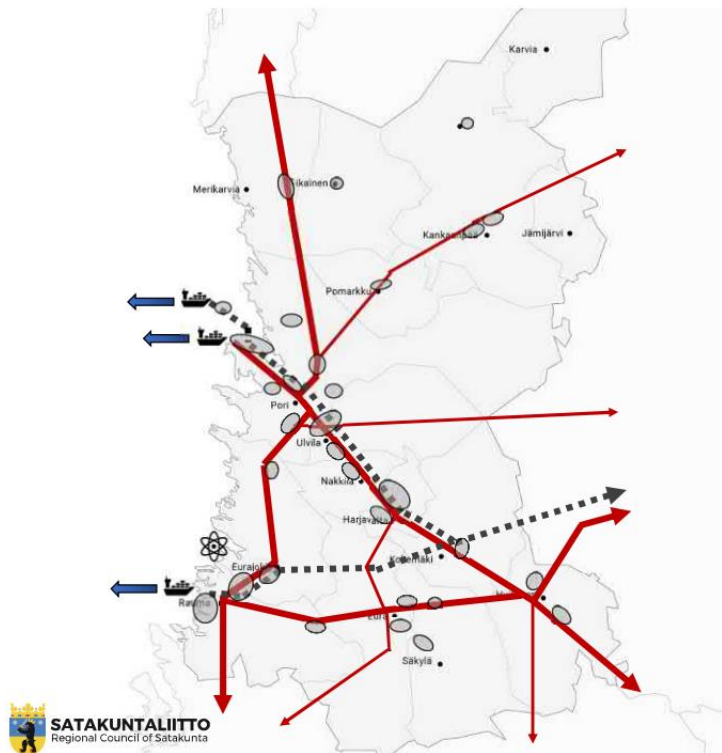 Karvia
Merikarvia
Siikainen
Kankaanpää
Jämijärvi
Pomarkku
Pori
Ulvila
Nakkila
Harjavalta
Kokemäki
Eurajoki
Rauma
Eura
Säkylä
SATAKUNTALIITTO
Regional Council of Satakunta